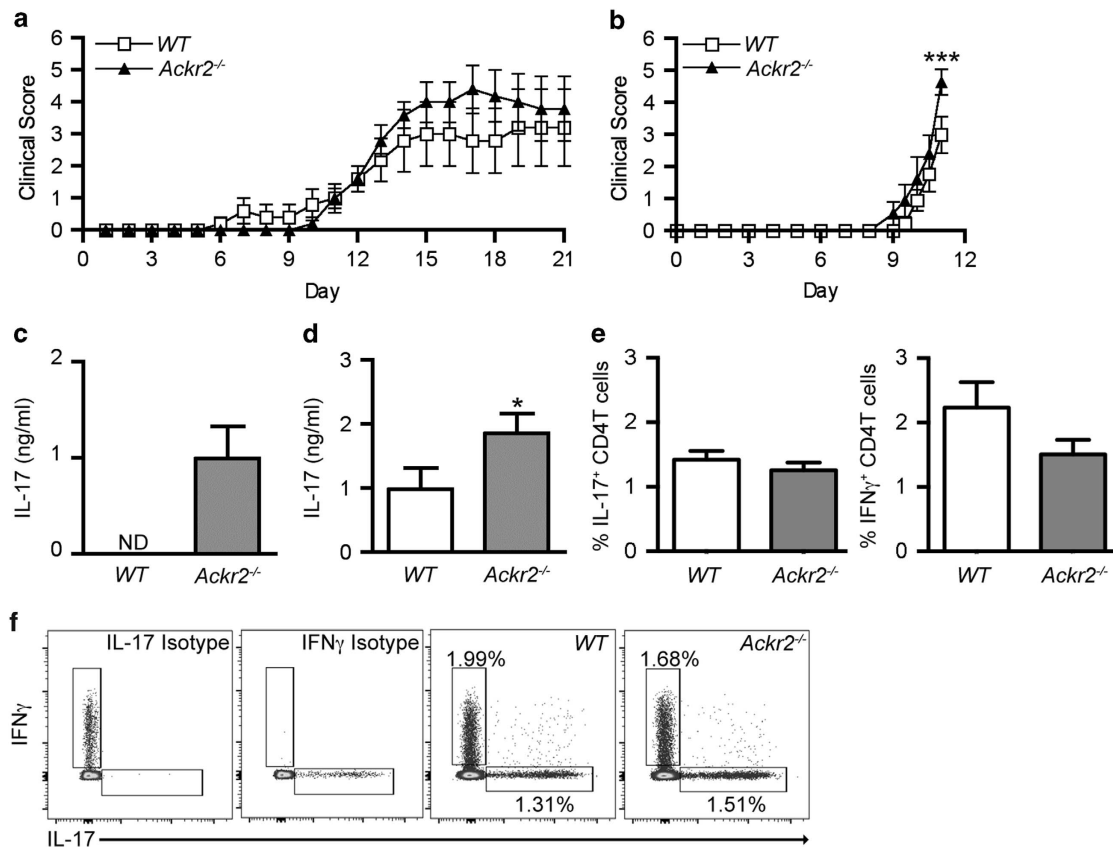 a
6
5
4
3
2
1
0
Clinical Score
WT
Ackr2-/-
0 3 6 9 12 15 18 21
Day
b
6
5
4
3
2
1
0
Clinical Score
WT
Ackr2-/-
***
0 3 6 9 12
Day
c
2
1
0
IL-17 (ng/ml)
ND
WT Ackr2-/-
d
3
2
1
0
IL-17 (ng/ml)
*
WT Ackr2-/-
e
3
2
1
0
% IL-17+ CD4T cells
WT Ackr2-/-
3
2
1
0
% IFNγ+ CD4T cells
WT Ackr2-/-
f
IFNγ
IL-17 Isotype
IFNγ Isotype
WT
1.99%
1.31%
Ackr2-/-
1.68%
1.51%
IL-17